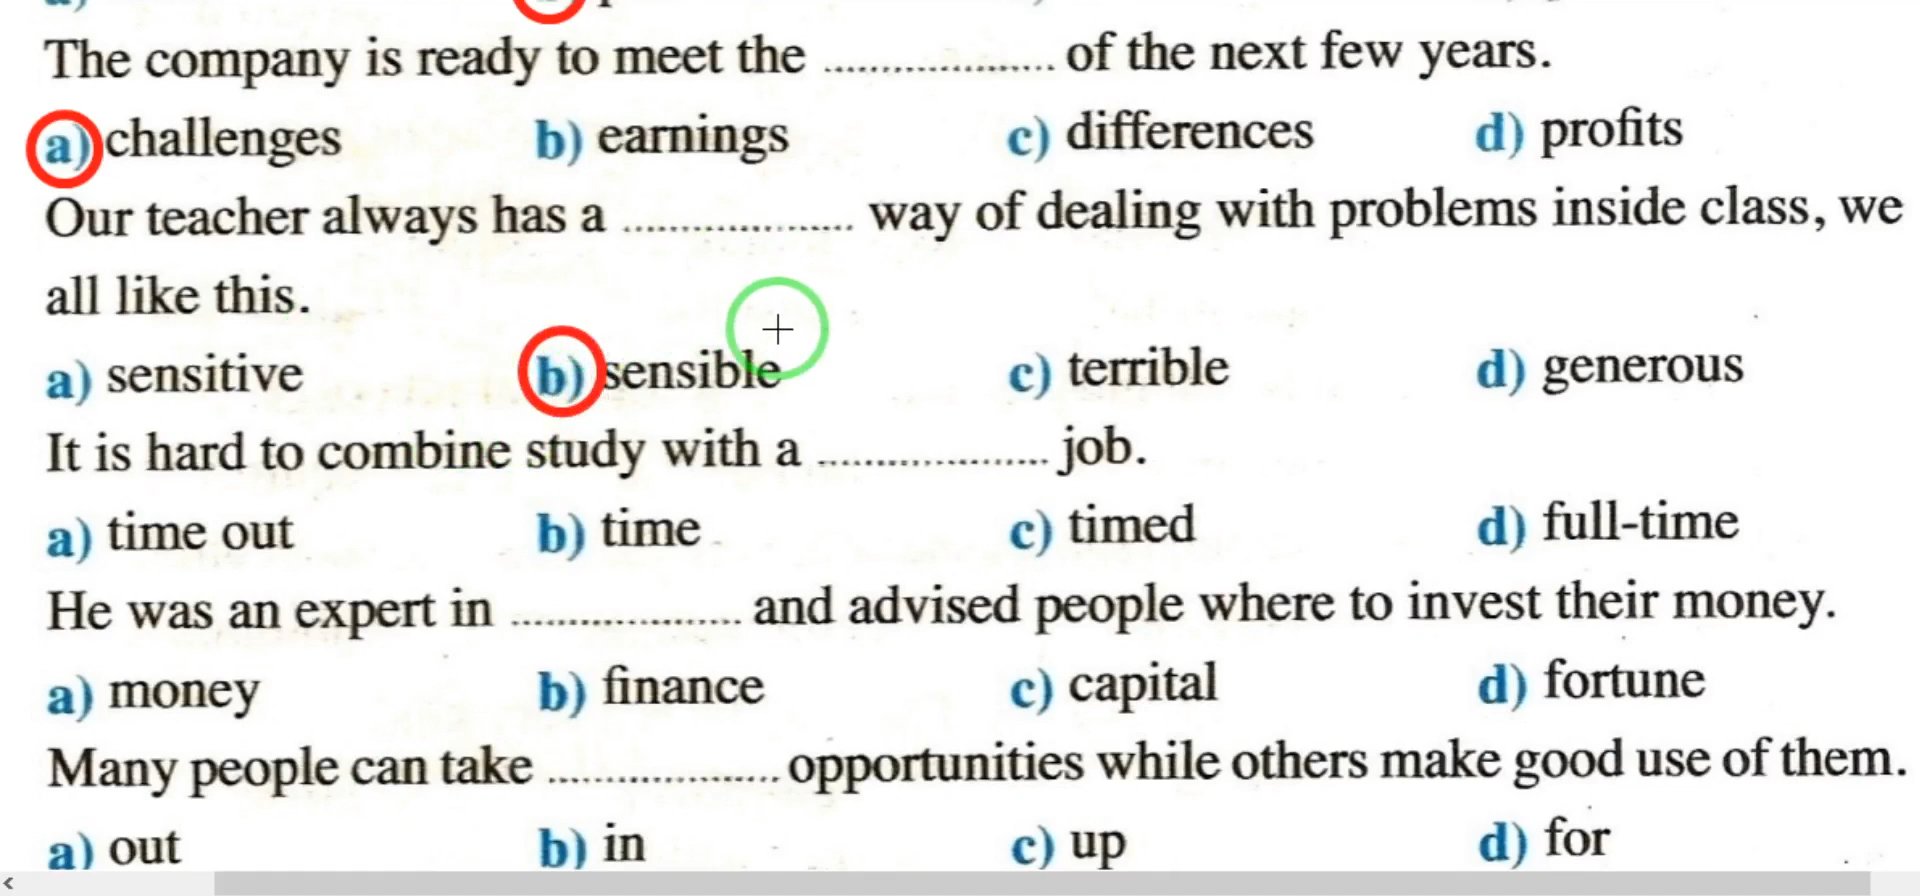 The company is ready to meet the .................... of the next few years.
a) challenges b) earnings c) differences d) profits
Our teacher always has a .................... way of dealing with problems inside class, we
all like this.
a) sensitive b) sensible c) terrible d) generous
It is hard to combine study with a .................... job.
a) time out b) time c) timed d) full-time
He was an expert in .................... and advised people where to invest their money.
a) money b) finance c) capital d) fortune
Many people can take .................... opportunities while others make good use of them.
a) out b) in c) up d) for